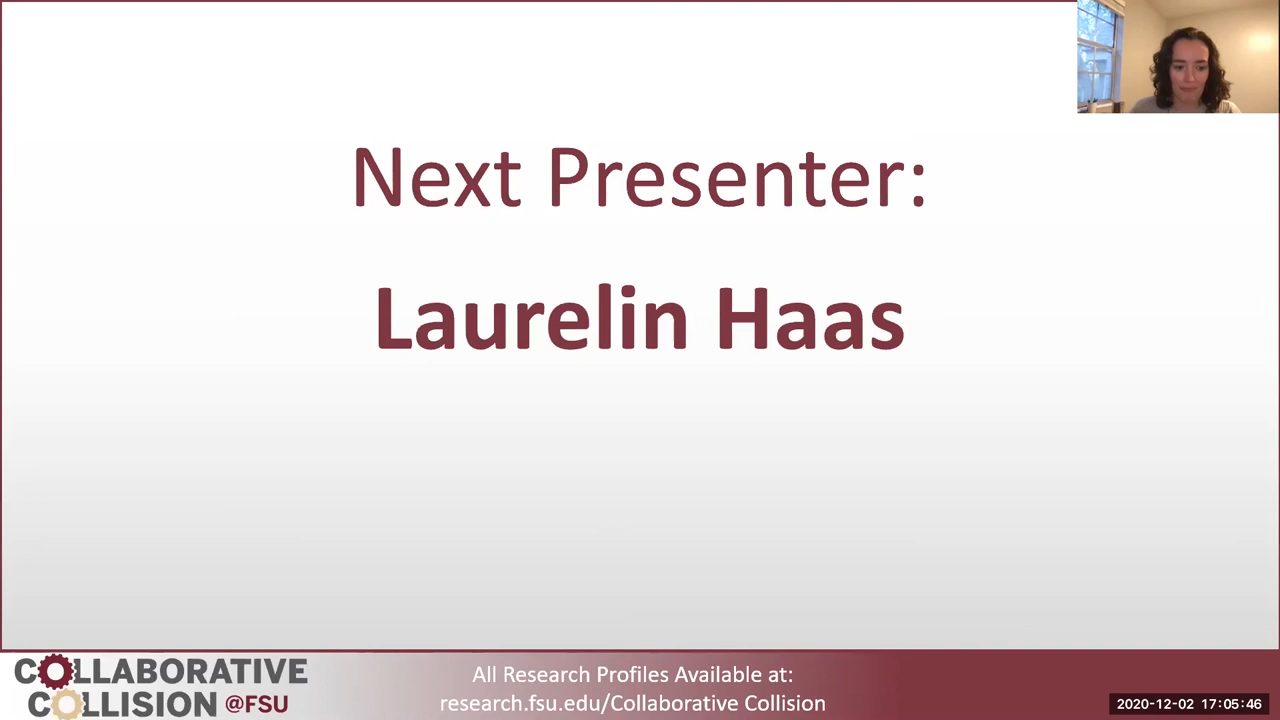 Next Presenter:
Laurelin Haas
COLLABORATIVE
COLLISION @FSU
All Research Profiles Available at:
research.fsu.edu/Collaborative Collision
2020-12-02 17:05:46